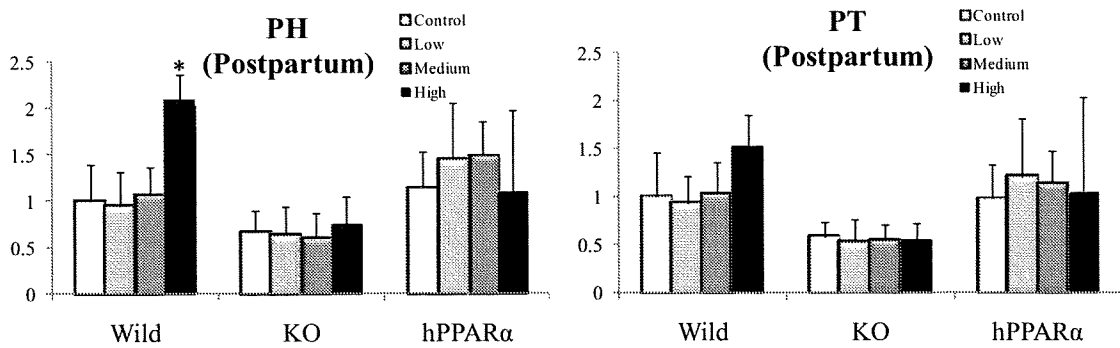 PH
(Postpartum)
Control
Low
Medium
High
2.5
2
1.5
1
0.5
0
*
Wild
KO
hPPARα
PT
(Postpartum)
Control
Low
Medium
High
2.5
2
1.5
1
0.5
0
Wild
KO
hPPARα